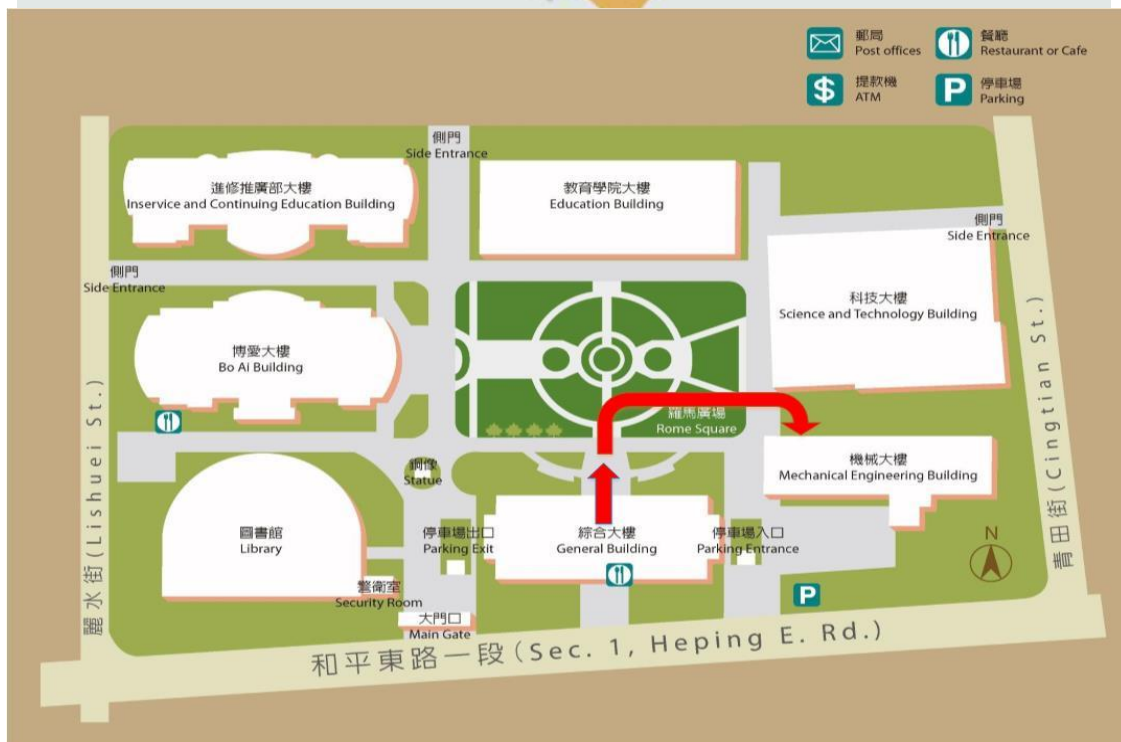 郵局
Post offices
餐廳
Restaurant or Cafe
$
提款機
ATM
P
停車場
Parking
側門
Side Entrance
進修推廣部大樓
Inservice and Continuing Education Building
教育學院大樓
Education Building
側門
Side Entrance
側門
Side Entrance
科技大樓
Science and Technology Building
博愛大樓
Bo Ai Building
羅馬廣場
Rome Square
機械大樓
Mechanical Engineering Building
銅像
Statue
圖書館
Library
停車場出口
Parking Exit
綜合大樓
General Building
停車場入口
Parking Entrance
N
警衛室
Security Room
P
大門口
Main Gate
麗水街(Lishuei St.)
青田街(Cingtian St.)
和平東路一段(Sec. 1, Heping E. Rd.)